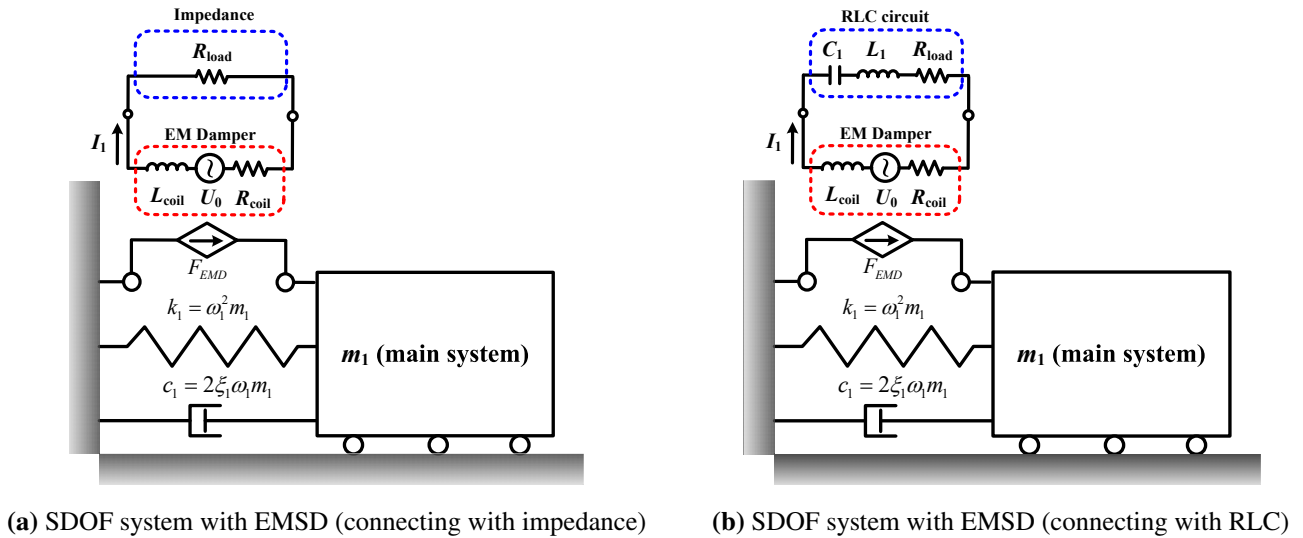 Impedance
R_load
I_1
EM Damper
L_coil U_0 R_coil
F_EMD
k_1 = ω_1^2 m_1
m_1 (main system)
c_1 = 2ξ_1ω_1m_1
(a) SDOF system with EMSD (connecting with impedance)
RLC circuit
C_1 L_1 R_load
I_1
EM Damper
L_coil U_0 R_coil
F_EMD
k_1 = ω_1^2 m_1
m_1 (main system)
c_1 = 2ξ_1ω_1m_1
(b) SDOF system with EMSD (connecting with RLC)